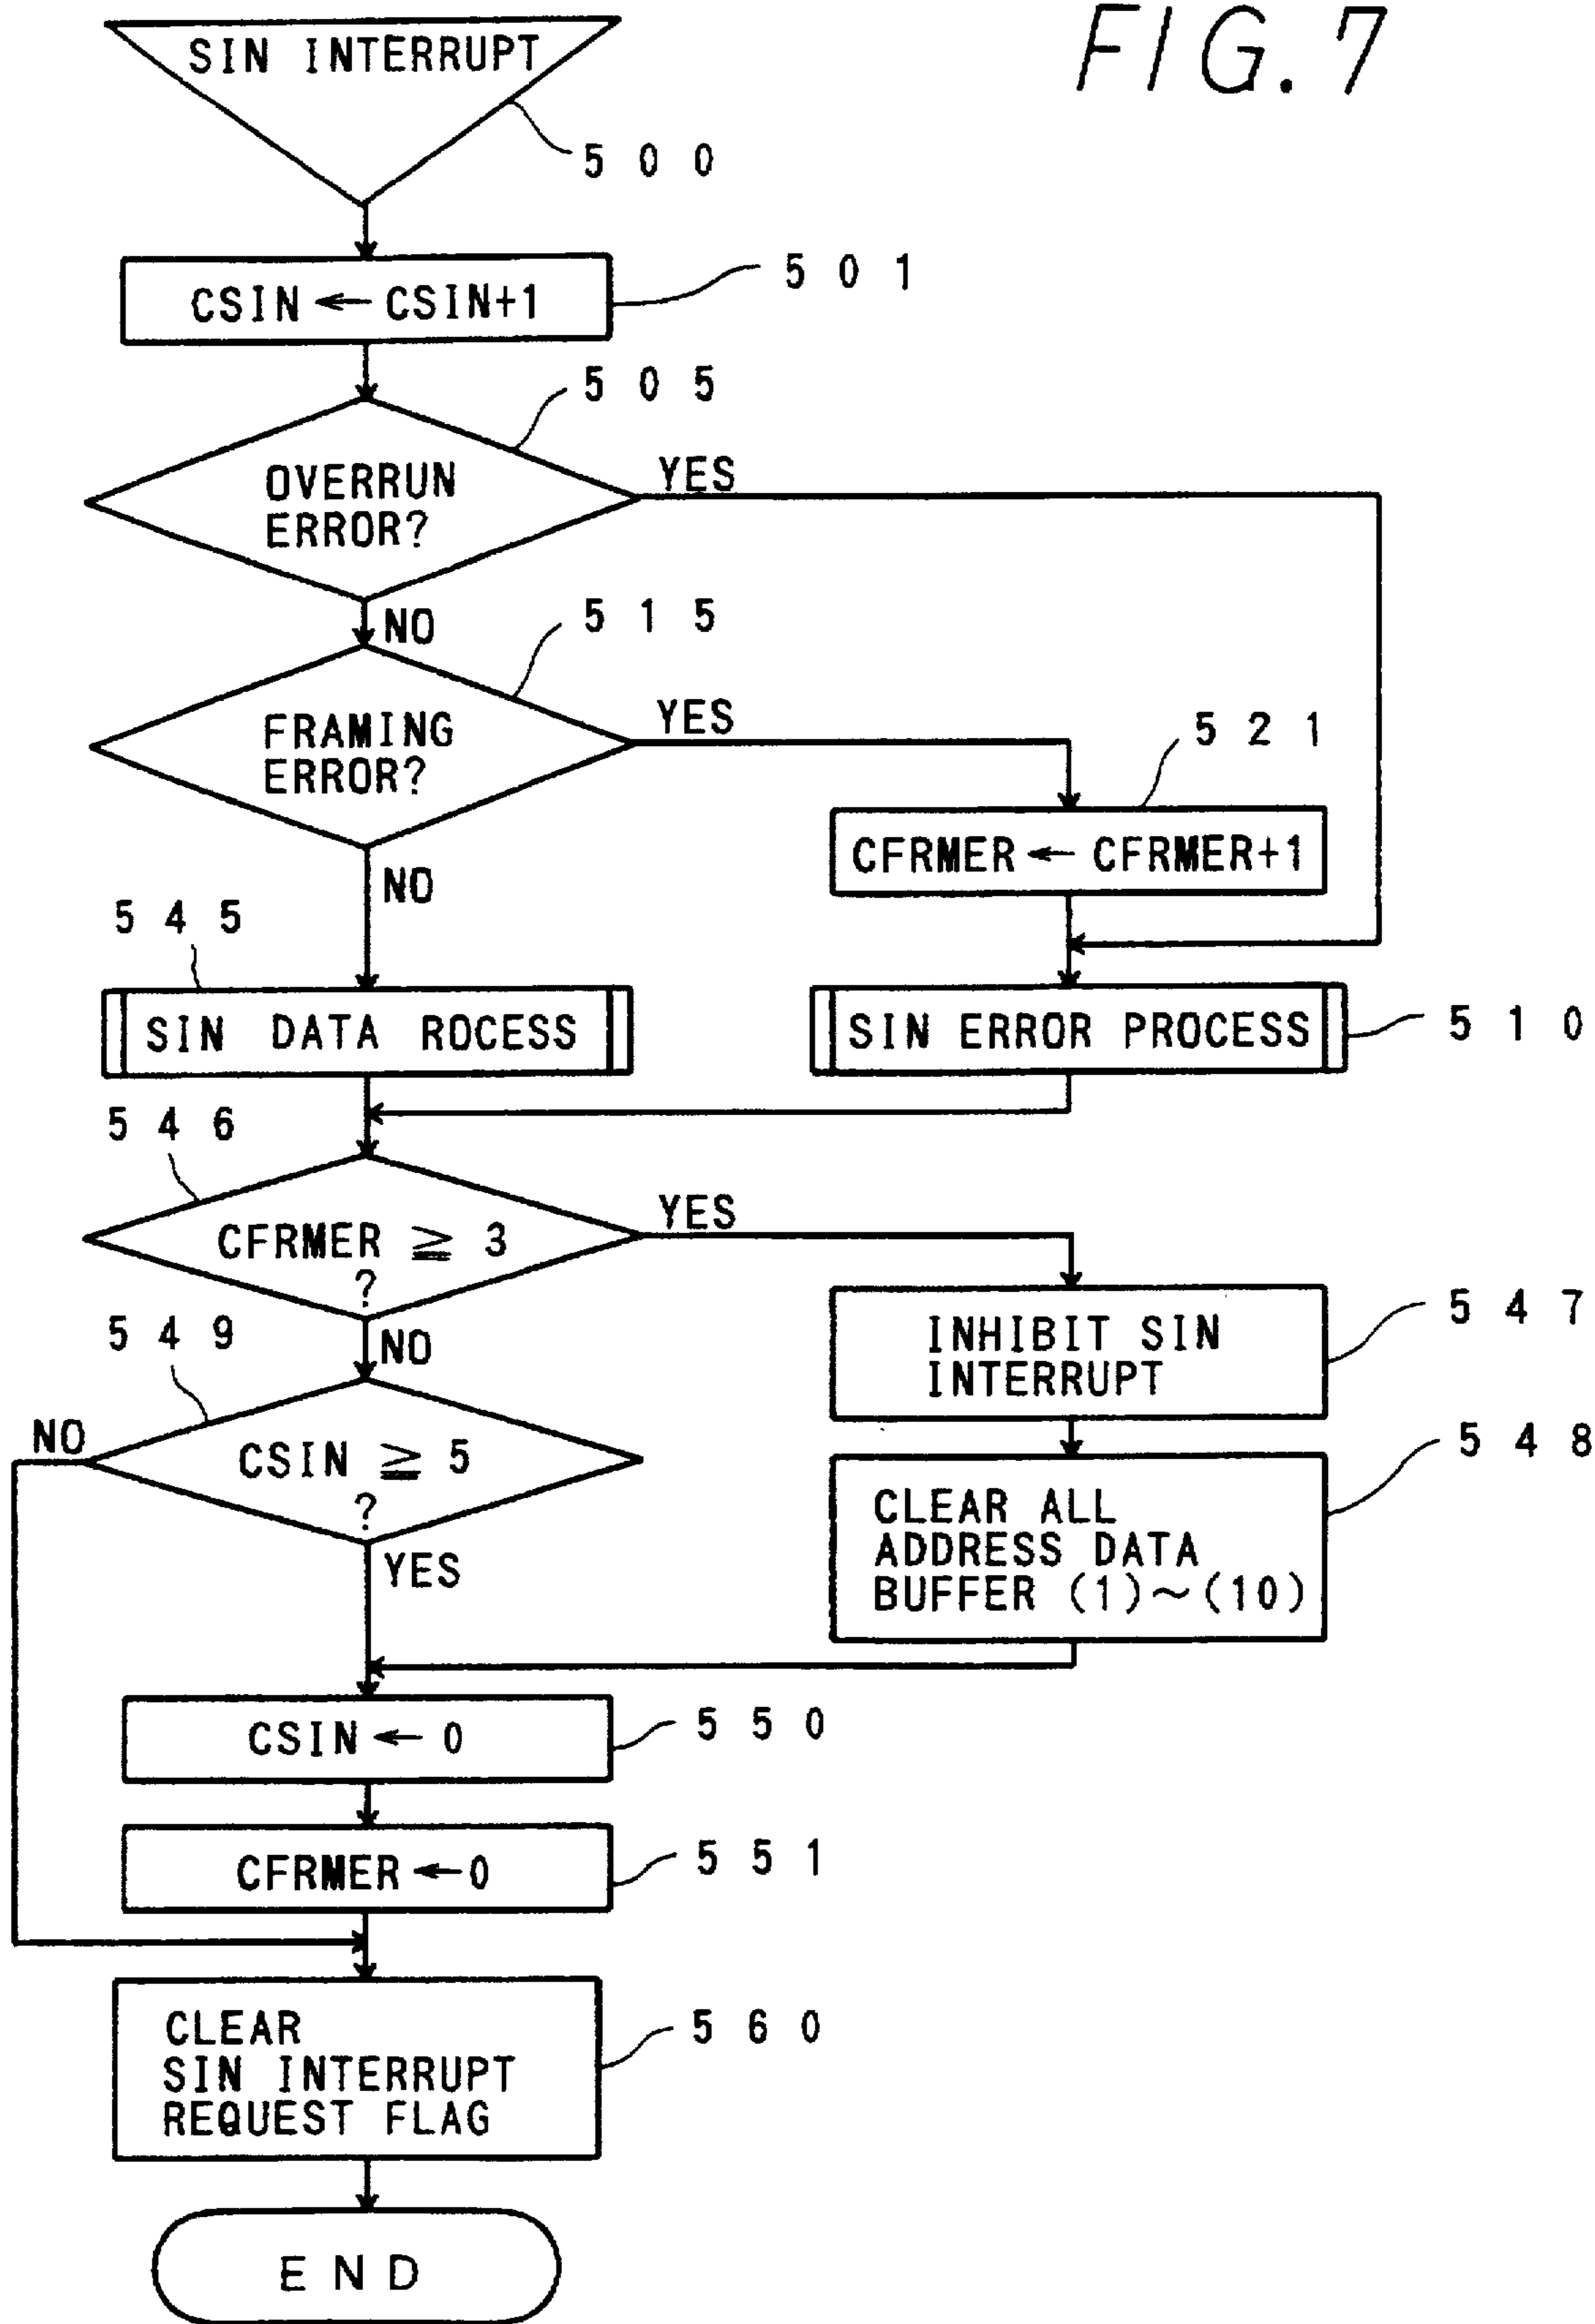 FIG. 7
SIN INTERRUPT
500
CSIN ← CSIN+1
501
505
OVERRUN
ERROR?
YES
NO
515
FRAMING
ERROR?
YES
521
CFRMER ← CFRMER+1
NO
545
SIN DATA ROCESS
SIN ERROR PROCESS
510
546
CFRMER ≧ 3
?
YES
NO
INHIBIT SIN
INTERRUPT
547
549
NO
CSIN ≧ 5
?
YES
548
CLEAR ALL
ADDRESS DATA
BUFFER (1)~(10)
CSIN ← 0
550
CFRMER ← 0
551
CLEAR
SIN INTERRUPT
REQUEST FLAG
560
END